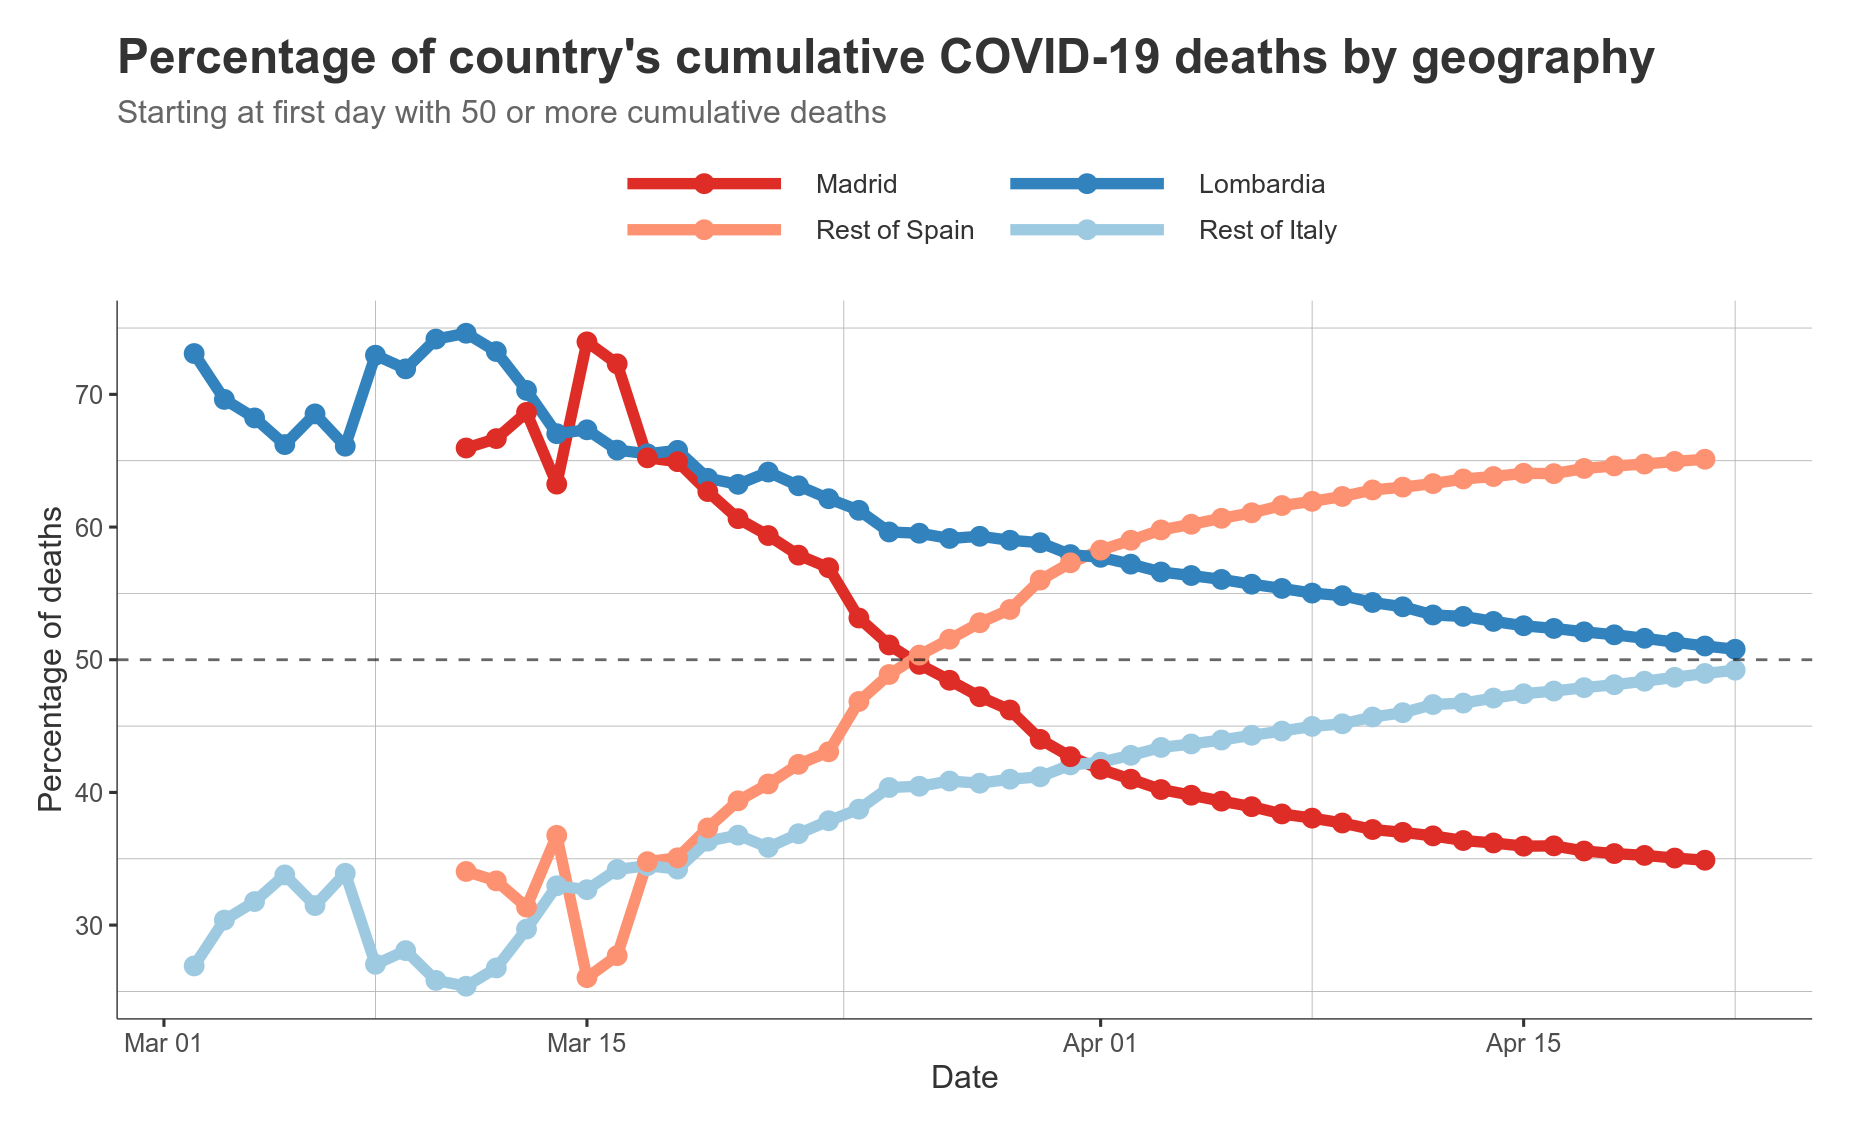 Percentage of country's cumulative COVID-19 deaths by geography
Starting at first day with 50 or more cumulative deaths
Madrid
Lombardia
Rest of Spain
Rest of Italy
Percentage of deaths
70
60
50
40
30
Mar 01
Mar 15
Apr 01
Apr 15
Date